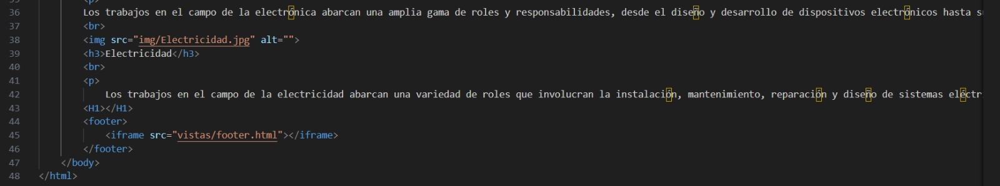 35 <p>
36 Los trabajos en el campo de la electrónica abarcan una amplia gama de roles y responsabilidades, desde el diseño y desarrollo de dispositivos electrónicos hasta s
37 <br>
38 <img src="img/Electricidad.jpg" alt="">
39 <h3>Electricidad</h3>
40 <br>
41 <p>
42 Los trabajos en el campo de la electricidad abarcan una variedad de roles que involucran la instalación, mantenimiento, reparación y diseño de sistemas eléctr
43 <H1></H1>
44 <footer>
45 <iframe src="vistas/footer.html"></iframe>
46 </footer>
47 </body>
48 </html>